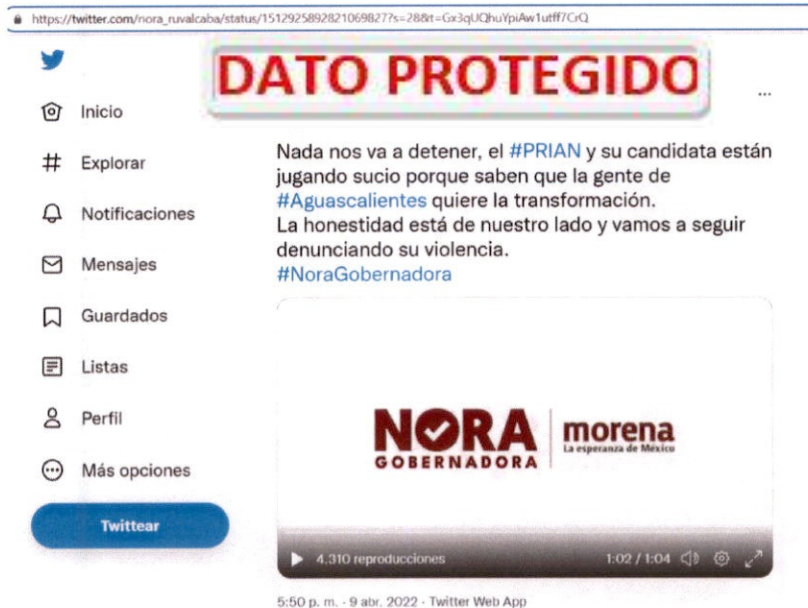 https://twitter.com/nora_ruvalcaba/status/1512925892821069827?s=28&t=Gx3qUQhuYpiAw1utff7CrQ
DATO PROTEGIDO
...
Inicio
Explorar
Notificaciones
Mensajes
Guardados
Listas
Perfil
Más opciones
Twittear
Nada nos va a detener, el #PRIAN y su candidata están
jugando sucio porque saben que la gente de
#Aguascalientes quiere la transformación.
La honestidad está de nuestro lado y vamos a seguir
denunciando su violencia.
#NoraGobernadora
NORA
GOBERNADORA
morena
La esperanza de México
4.310 reproducciones
1:02 / 1:04
5:50 p. m. · 9 abr. 2022 · Twitter Web App